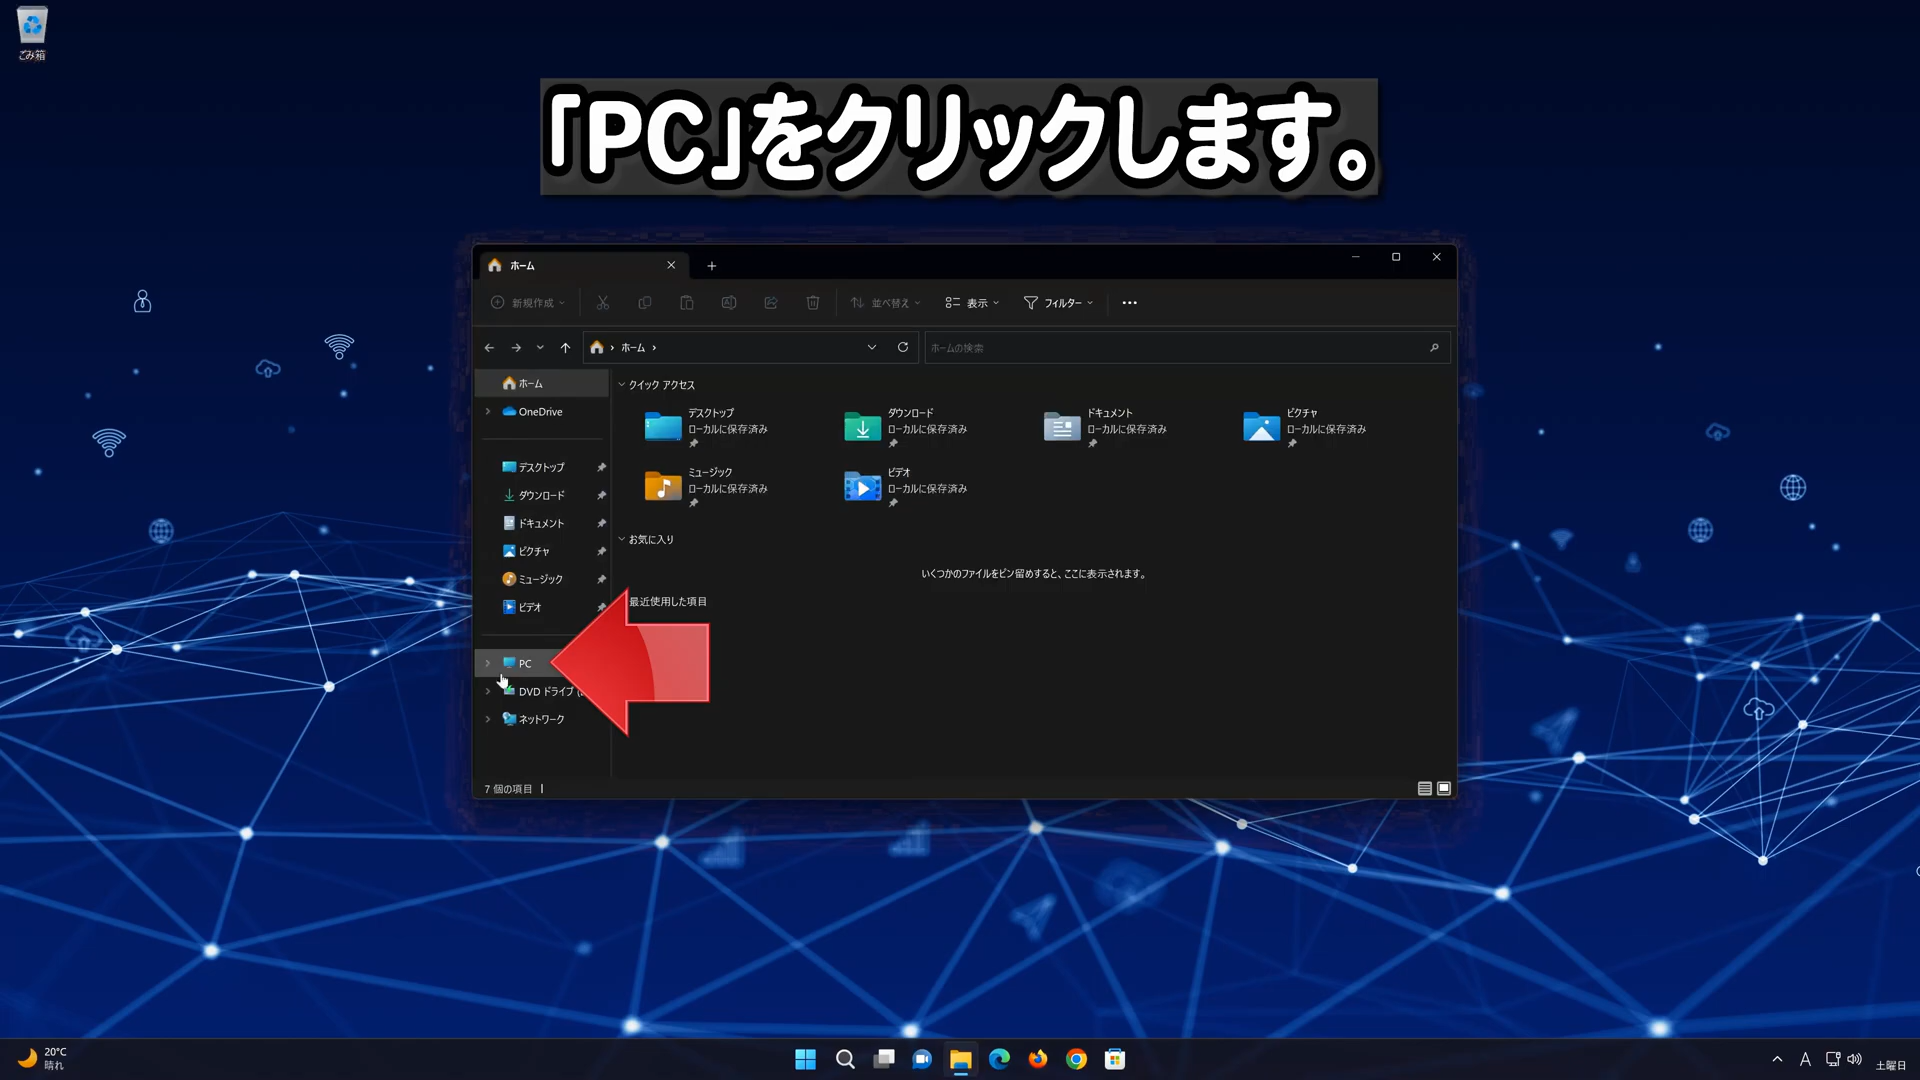 ごみ箱
「PC」をクリックします。
ホーム
新規作成
並べ替え
表示
フィルター
ホーム
ホームの検索
ホーム
OneDrive
デスクトップ
ダウンロード
ドキュメント
ピクチャ
ミュージック
ビデオ
PC
DVD ドライブ (
ネットワーク
クイック アクセス
デスクトップ
ローカルに保存済み
ダウンロード
ローカルに保存済み
ドキュメント
ローカルに保存済み
ピクチャ
ローカルに保存済み
ミュージック
ローカルに保存済み
ビデオ
ローカルに保存済み
お気に入り
いくつかのファイルをピン留めすると、ここに表示されます。
最近使用した項目
7 個の項目
20°C
晴れ
A
土曜日